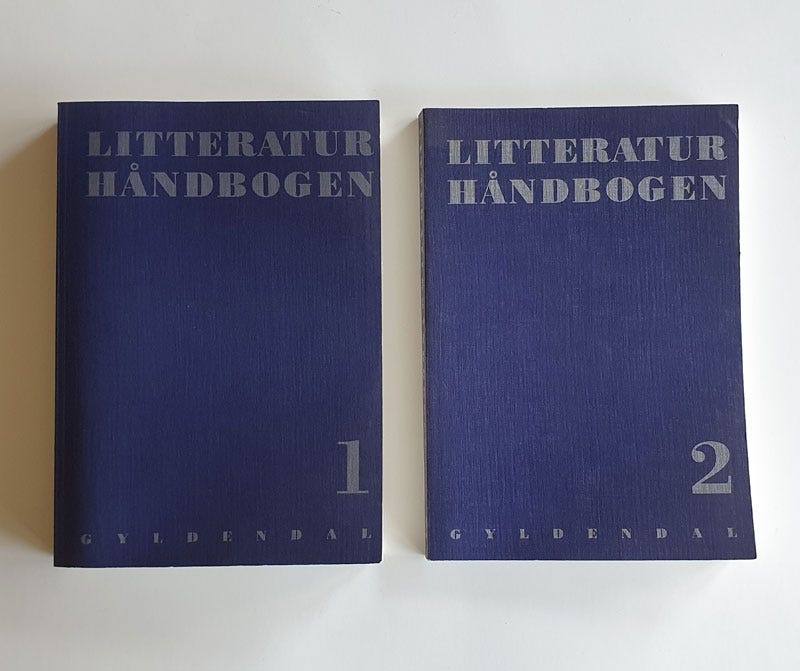 LITTERATUR
HÅNDBOGEN
1
GYLDENDAL
LITTERATUR
HÅNDBOGEN
2
GYLDENDAL